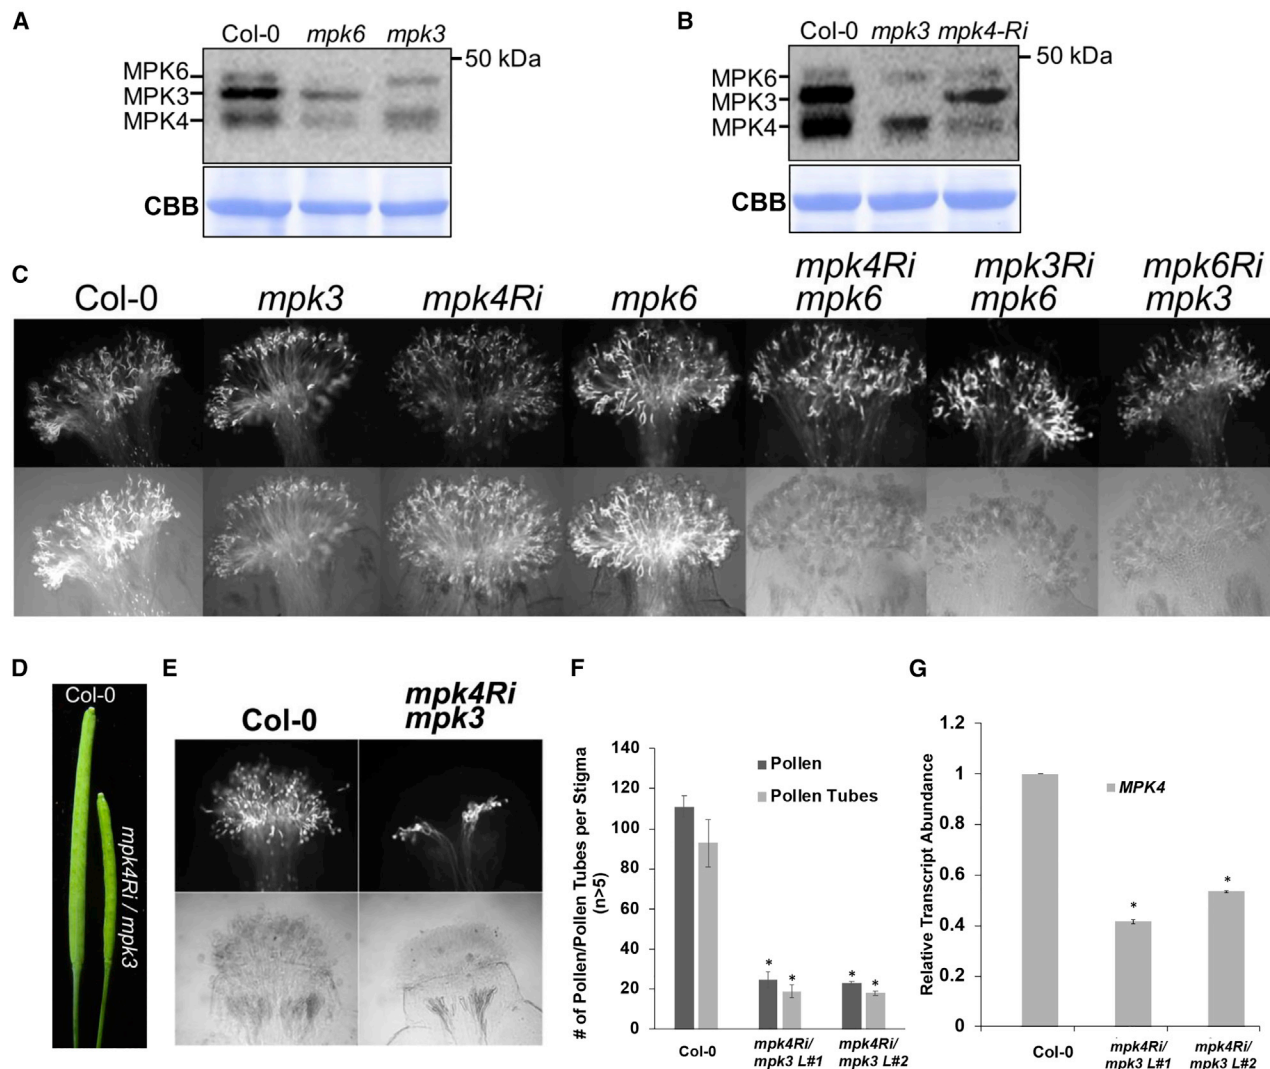 A
Col-0 mpk6 mpk3
50 kDa
MPK6
MPK3
MPK4
CBB
B
Col-0 mpk3 mpk4-Ri
50 kDa
MPK6
MPK3
MPK4
CBB
C
Col-0
mpk3
mpk4Ri
mpk6
mpk4Ri
mpk6
mpk3Ri
mpk6
mpk6Ri
mpk3
D
Col-0
mpk4Ri / mpk3
E
Col-0
mpk4Ri
mpk3
F
# of Pollen/Pollen Tubes per Stigma
(n>5)
140
120
100
80
60
40
20
0
Pollen
Pollen Tubes
* * * *
Col-0
mpk4Ri/
mpk3 L#1
mpk4Ri/
mpk3 L#2
G
Relative Transcript Abundance
1.2
1
0.8
0.6
0.4
0.2
0
MPK4
* *
Col-0
mpk4Ri/
mpk3 L#1
mpk4Ri/
mpk3 L#2